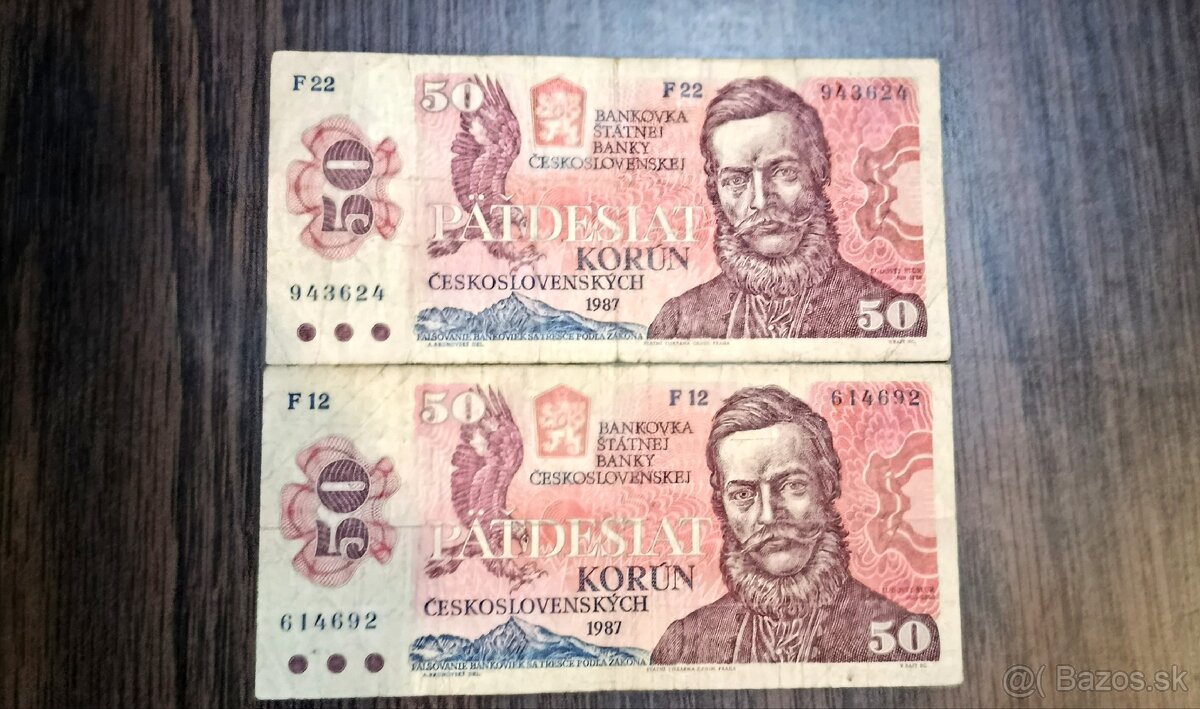 F 22
50
F 22
943624
BANKOVKA
ŠTÁTNEJ
BANKY
ČESKOSLOVENSKEJ
50
PÄŤDESIAT
KORÚN
ČESKOSLOVENSKÝCH
943624
1987
50
FALŠOVANIE BANKOVIEK SA TRESCE PODĽA ZÁKONA
F 12
50
F 12
614692
BANKOVKA
ŠTÁTNEJ
BANKY
ČESKOSLOVENSKEJ
50
PÄŤDESIAT
KORÚN
ČESKOSLOVENSKÝCH
614692
1987
50
FALŠOVANIE BANKOVIEK SA TRESCE PODĽA ZÁKONA
@( Bazos.sk